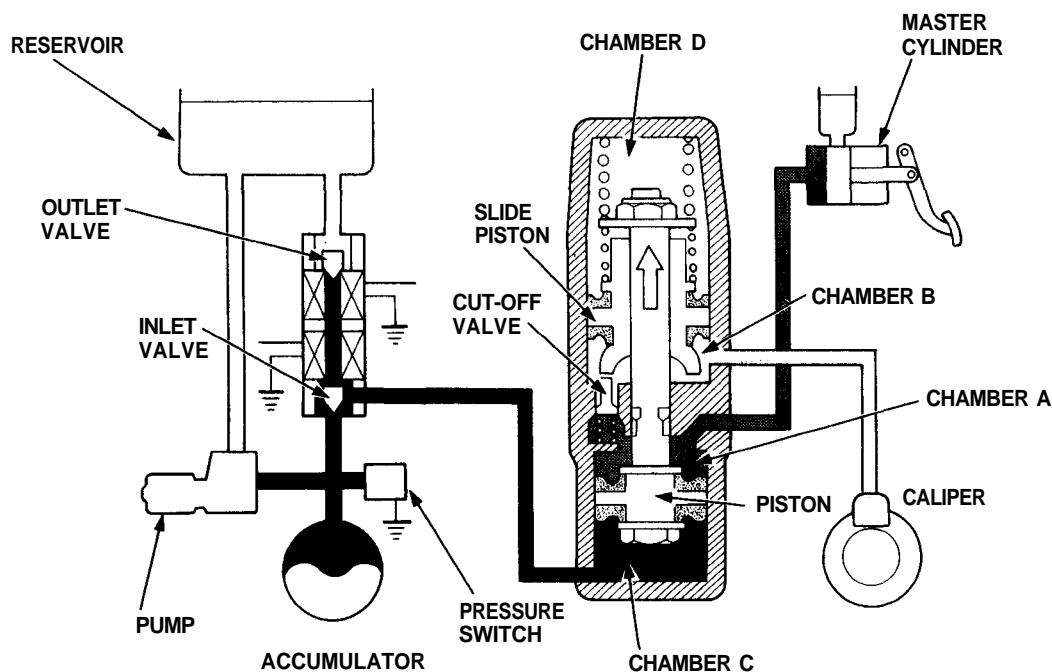 RESERVOIR
CHAMBER D
MASTER
CYLINDER
OUTLET
VALVE
SLIDE
PISTON
CUT-OFF
VALVE
CHAMBER B
INLET
VALVE
CHAMBER A
PISTON
CALIPER
PUMP
PRESSURE
SWITCH
ACCUMULATOR
CHAMBER C